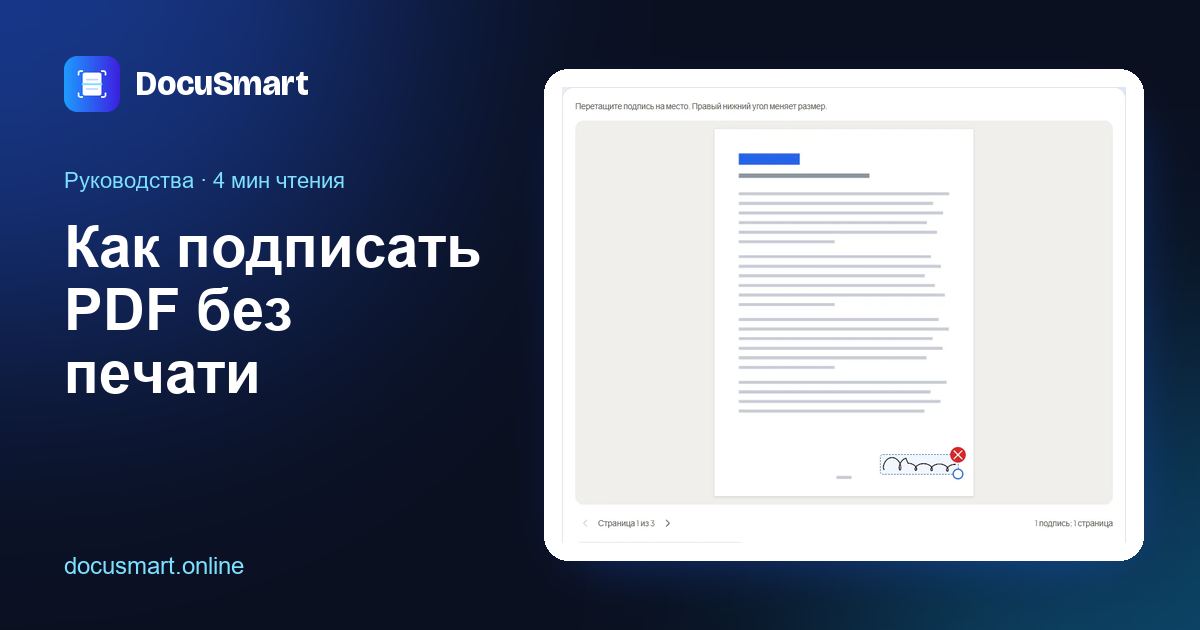 DocuSmart
Руководства · 4 мин чтения
Как подписать
PDF без
печати
docusmart.online
Перетащите подпись на место. Правый нижний угол меняет размер.
Страница 1 из 3
1 подпись; 1 страница